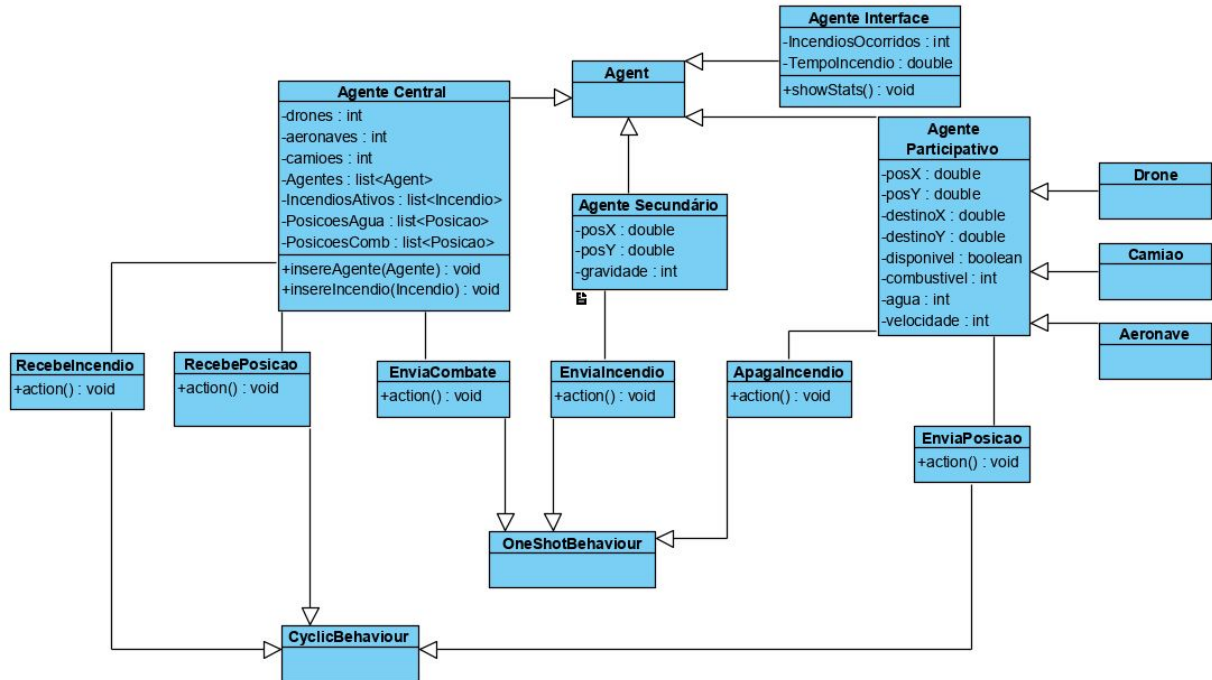 Agente Interface
-IncendiosOcorridos : int
-TempoIncendio : double
+showStats() : void
Agent
Agente Central
-drones : int
-aeronaves : int
-camioes : int
-Agentes : list<Agent>
-IncendiosAtivos : list<Incendio>
-PosicoesAgua : list<Posicao>
-PosicoesComb : list<Posicao>
+insereAgente(Agente) : void
+insereIncendio(Incendio) : void
Agente Secundário
-posX : double
-posY : double
-gravidade : int
Agente
Participativo
-posX : double
-posY : double
-destinoX : double
-destinoY : double
-disponivel : boolean
-combustivel : int
-agua : int
-velocidade : int
Drone
Camiao
Aeronave
RecebeIncendio
+action() : void
RecebePosicao
+action() : void
EnviaCombate
+action() : void
EnviaIncendio
+action() : void
ApagaIncendio
+action() : void
EnviaPosicao
+action() : void
OneShotBehaviour
CyclicBehaviour